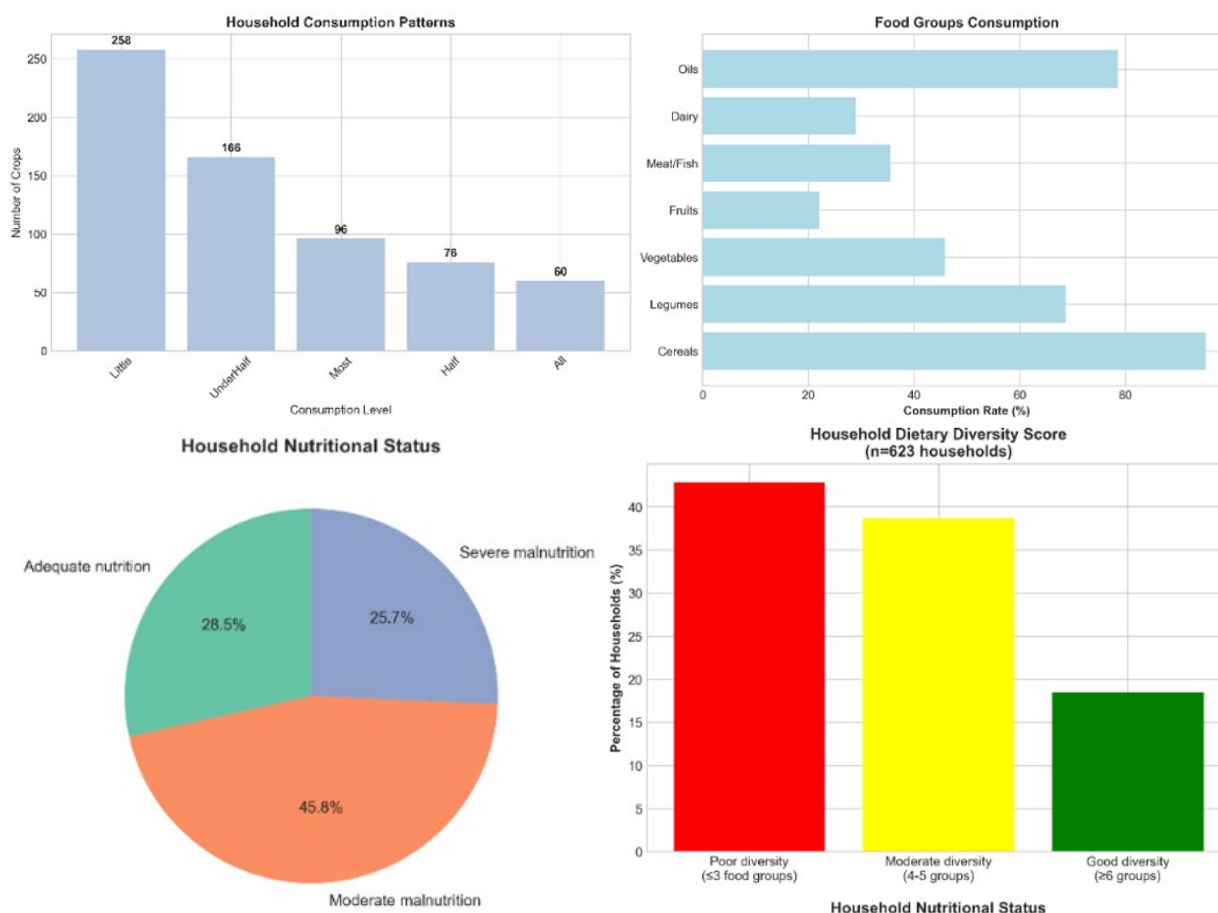 Household Consumption Patterns
Number of Crops
250
200
150
100
50
0
258
166
96
76
60
Little
UnderHalf
Most
Half
All
Consumption Level
Food Groups Consumption
Oils
Dairy
Meat/Fish
Fruits
Vegetables
Legumes
Cereals
0 20 40 60 80
Consumption Rate (%)
Household Nutritional Status
Adequate nutrition
28.5%
Severe malnutrition
25.7%
45.8%
Moderate malnutrition
Household Dietary Diversity Score
(n=623 households)
Percentage of Households (%)
40
35
30
25
20
15
10
5
0
Poor diversity
(≤3 food groups)
Moderate diversity
(4-5 groups)
Good diversity
(≥6 groups)
Household Nutritional Status